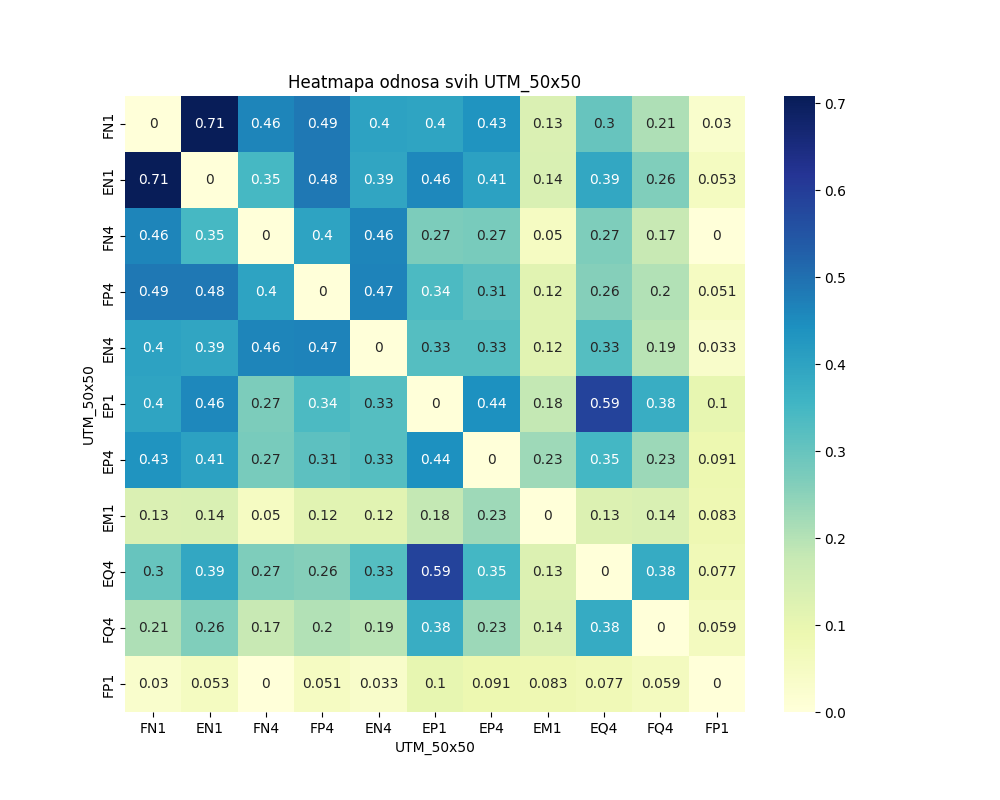 Heatmapa odnosa svih UTM_50x50
UTM_50x50
FN1 0 0.71 0.46 0.49 0.4 0.4 0.43 0.13 0.3 0.21 0.03
EN1 0.71 0 0.35 0.48 0.39 0.46 0.41 0.14 0.39 0.26 0.053
FN4 0.46 0.35 0 0.4 0.46 0.27 0.27 0.05 0.27 0.17 0
FP4 0.49 0.48 0.4 0 0.47 0.34 0.31 0.12 0.26 0.2 0.051
EN4 0.4 0.39 0.46 0.47 0 0.33 0.33 0.12 0.33 0.19 0.033
EP1 0.4 0.46 0.27 0.34 0.33 0 0.44 0.18 0.59 0.38 0.1
EP4 0.43 0.41 0.27 0.31 0.33 0.44 0 0.23 0.35 0.23 0.091
EM1 0.13 0.14 0.05 0.12 0.12 0.18 0.23 0 0.13 0.14 0.083
EQ4 0.3 0.39 0.27 0.26 0.33 0.59 0.35 0.13 0 0.38 0.077
FQ4 0.21 0.26 0.17 0.2 0.19 0.38 0.23 0.14 0.38 0 0.059
FP1 0.03 0.053 0 0.051 0.033 0.1 0.091 0.083 0.077 0.059 0
FN1 EN1 FN4 FP4 EN4 EP1 EP4 EM1 EQ4 FQ4 FP1
UTM_50x50
0.7
0.6
0.5
0.4
0.3
0.2
0.1
0.0